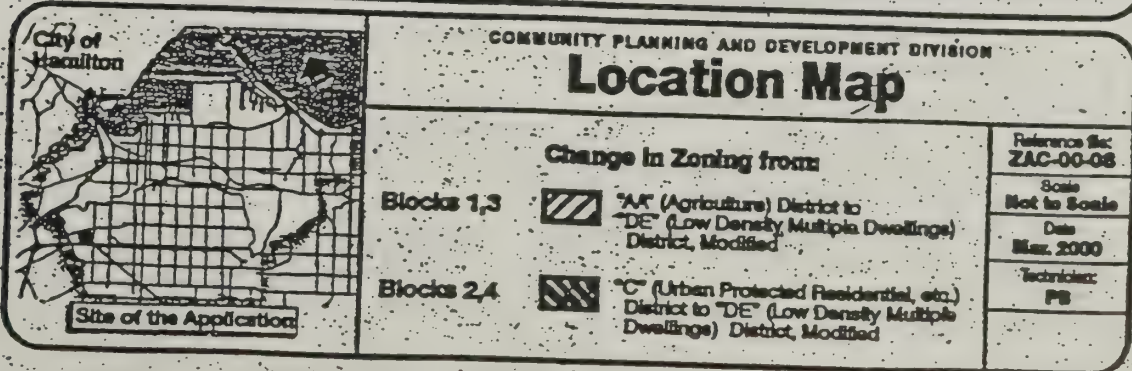 City of
Hamilton
Site of the Application
COMMUNITY PLANNING AND DEVELOPMENT DIVISION
Location Map
Change in Zoning from:
Blocks 1,3
"AA" (Agriculture) District to
"DE" (Low Density Multiple Dwellings)
District, Modified
Blocks 2,4
"C" (Urban Protected Residential, etc.)
District to "DE" (Low Density Multiple
Dwellings) District, Modified
Reference file:
ZAC-00-06
Scale
Not to Scale
Date
Mar. 2000
Technician:
PB